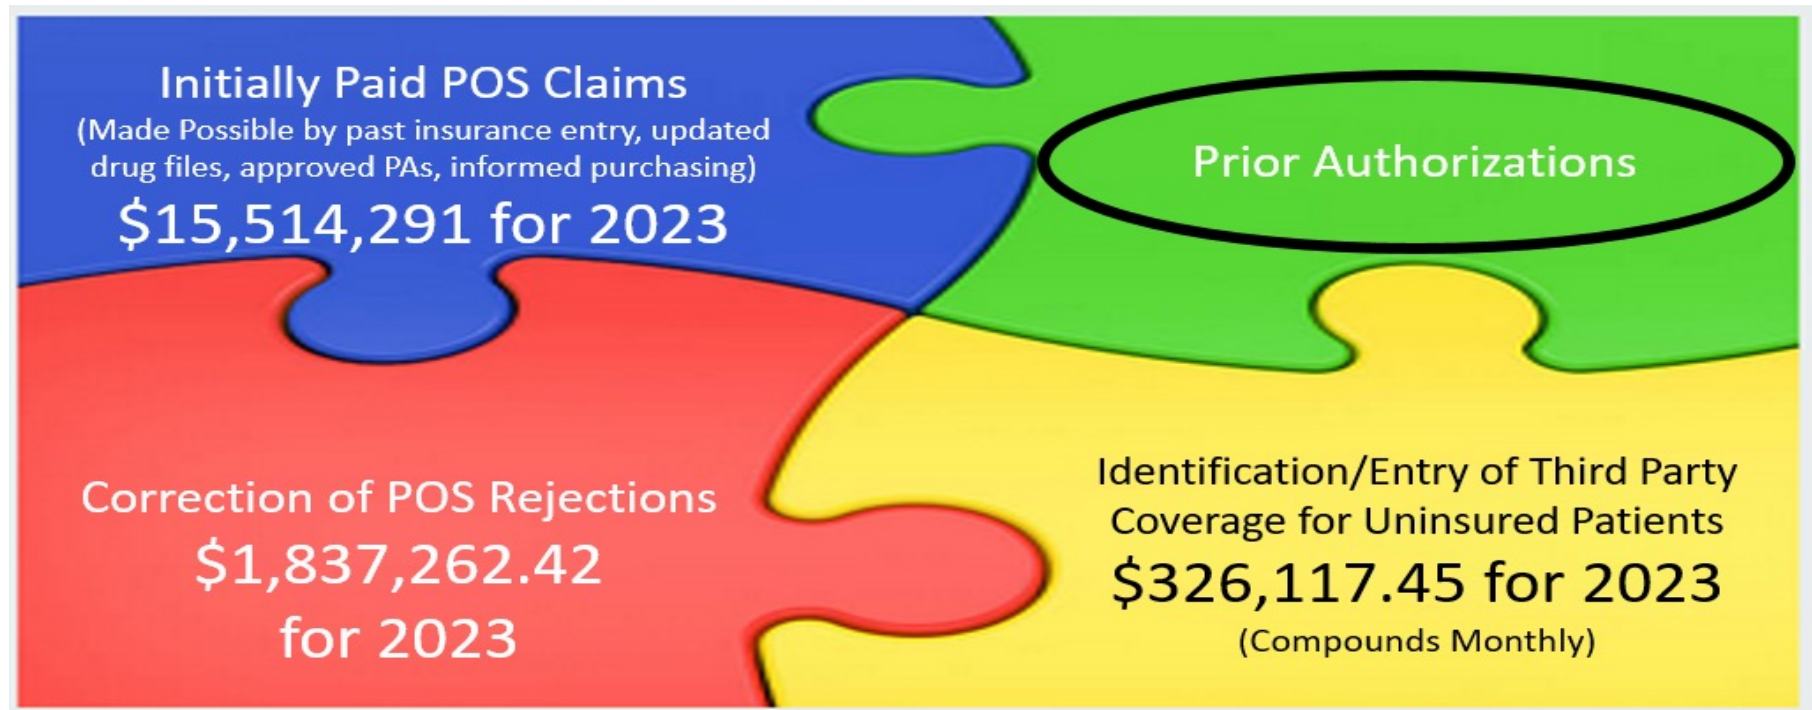 Initially Paid POS Claims
(Made Possible by past insurance entry, updated
drug files, approved PAs, informed purchasing)
$15,514,291 for 2023
Prior Authorizations
Correction of POS Rejections
$1,837,262.42
for 2023
Identification/Entry of Third Party
Coverage for Uninsured Patients
$326,117.45 for 2023
(Compounds Monthly)